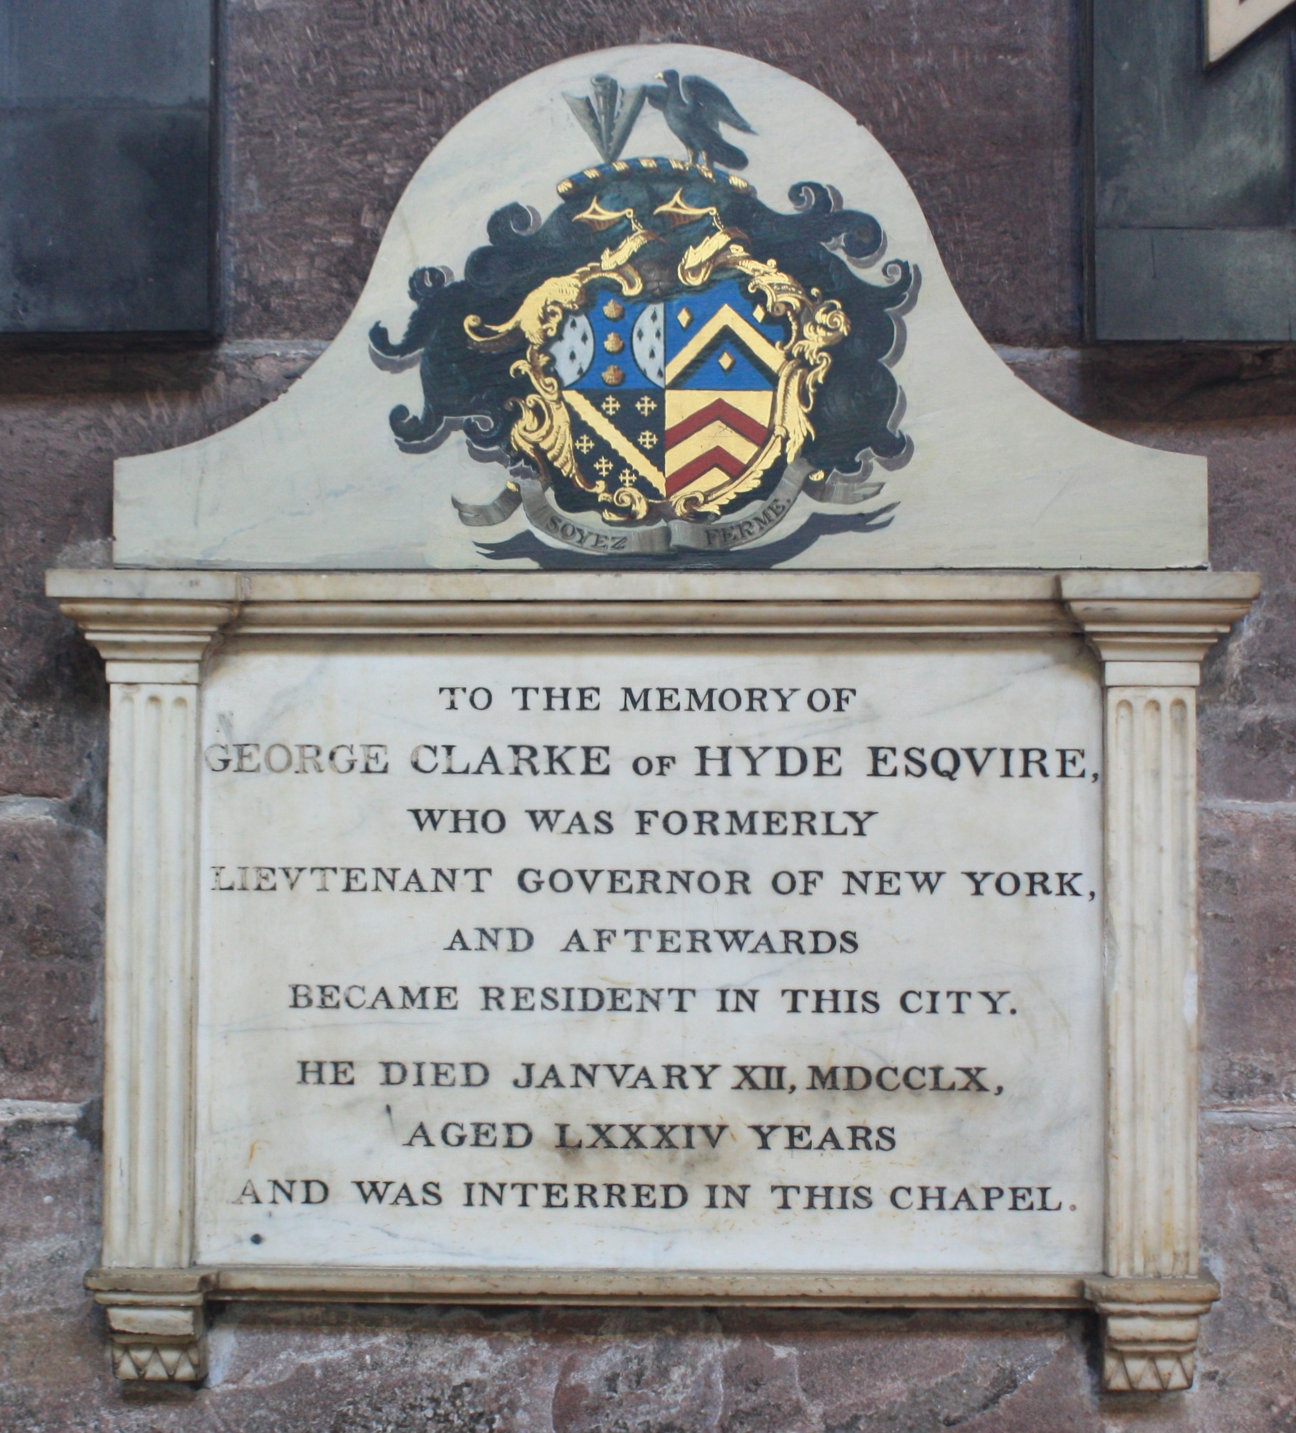 SOYEZ FERME.
TO THE MEMORY OF
GEORGE CLARKE OF HYDE ESQVIRE,
WHO WAS FORMERLY
LIEVTENANT GOVERNOR OF NEW YORK,
AND AFTERWARDS
BECAME RESIDENT IN THIS CITY.
HE DIED JANVARY XII, MDCCLX,
AGED LXXXIV YEARS
AND WAS INTERRED IN THIS CHAPEL.